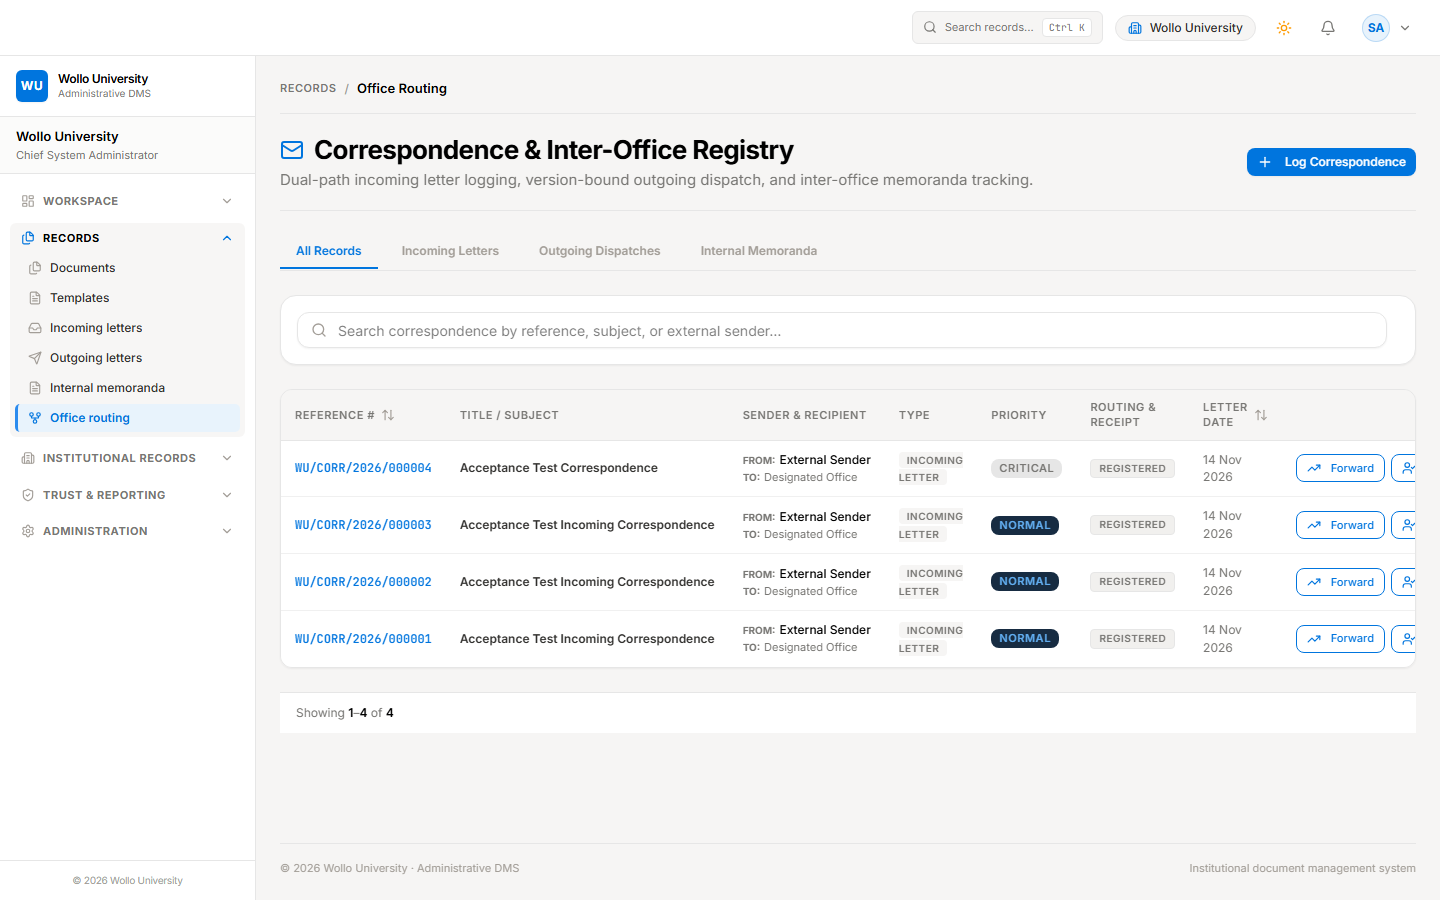 Search records... Ctrl K
Wollo University
SA
WU
Wollo University
Administrative DMS
Wollo University
Chief System Administrator
WORKSPACE
RECORDS
Documents
Templates
Incoming letters
Outgoing letters
Internal memoranda
Office routing
INSTITUTIONAL RECORDS
TRUST & REPORTING
ADMINISTRATION
© 2026 Wollo University
RECORDS / Office Routing
Correspondence & Inter-Office Registry
Dual-path incoming letter logging, version-bound outgoing dispatch, and inter-office memoranda tracking.
Log Correspondence
All Records Incoming Letters Outgoing Dispatches Internal Memoranda
Search correspondence by reference, subject, or external sender...
REFERENCE # TITLE / SUBJECT SENDER & RECIPIENT TYPE PRIORITY ROUTING & RECEIPT LETTER DATE
WU/CORR/2026/000004 Acceptance Test Correspondence FROM: External Sender TO: Designated Office INCOMING LETTER CRITICAL REGISTERED 14 Nov 2026 Forward
WU/CORR/2026/000003 Acceptance Test Incoming Correspondence FROM: External Sender TO: Designated Office INCOMING LETTER NORMAL REGISTERED 14 Nov 2026 Forward
WU/CORR/2026/000002 Acceptance Test Incoming Correspondence FROM: External Sender TO: Designated Office INCOMING LETTER NORMAL REGISTERED 14 Nov 2026 Forward
WU/CORR/2026/000001 Acceptance Test Incoming Correspondence FROM: External Sender TO: Designated Office INCOMING LETTER NORMAL REGISTERED 14 Nov 2026 Forward
Showing 1–4 of 4
© 2026 Wollo University · Administrative DMS
Institutional document management system